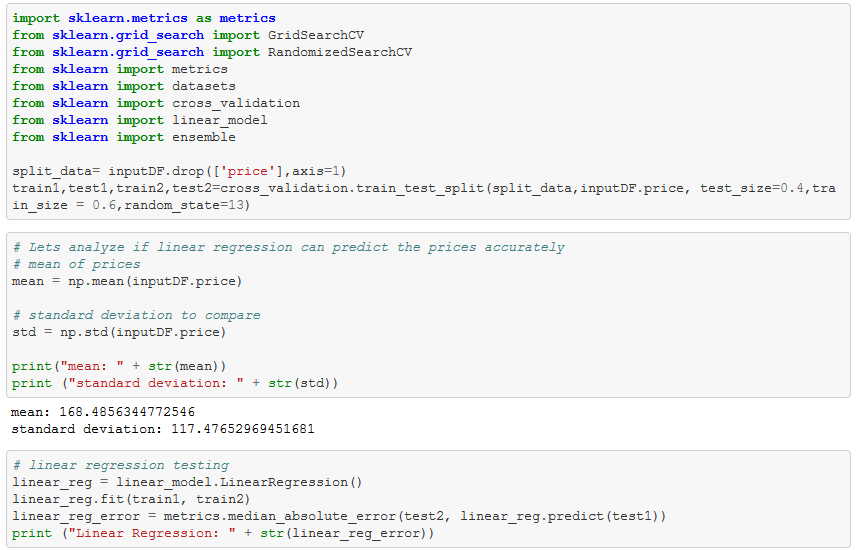 import sklearn.metrics as metrics
from sklearn.grid_search import GridSearchCV
from sklearn.grid_search import RandomizedSearchCV
from sklearn import metrics
from sklearn import datasets
from sklearn import cross_validation
from sklearn import linear_model
from sklearn import ensemble
split_data= inputDF.drop(['price'],axis=1)
train1,test1,train2,test2=cross_validation.train_test_split(split_data,inputDF.price, test_size=0.4,tra
in_size = 0.6,random_state=13)
# Lets analyze if linear regression can predict the prices accurately
# mean of prices
mean = np.mean(inputDF.price)
# standard deviation to compare
std = np.std(inputDF.price)
print("mean: " + str(mean))
print ("standard deviation: " + str(std))
mean: 168.4856344772546
standard deviation: 117.47652969451681
# linear regression testing
linear_reg = linear_model.LinearRegression()
linear_reg.fit(train1, train2)
linear_reg_error = metrics.median_absolute_error(test2, linear_reg.predict(test1))
print ("Linear Regression: " + str(linear_reg_error))